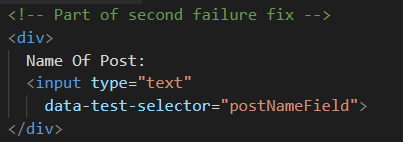 <!-- Part of second failure fix -->
<div>
Name Of Post:
<input type="text"
data-test-selector="postNameField">
</div>